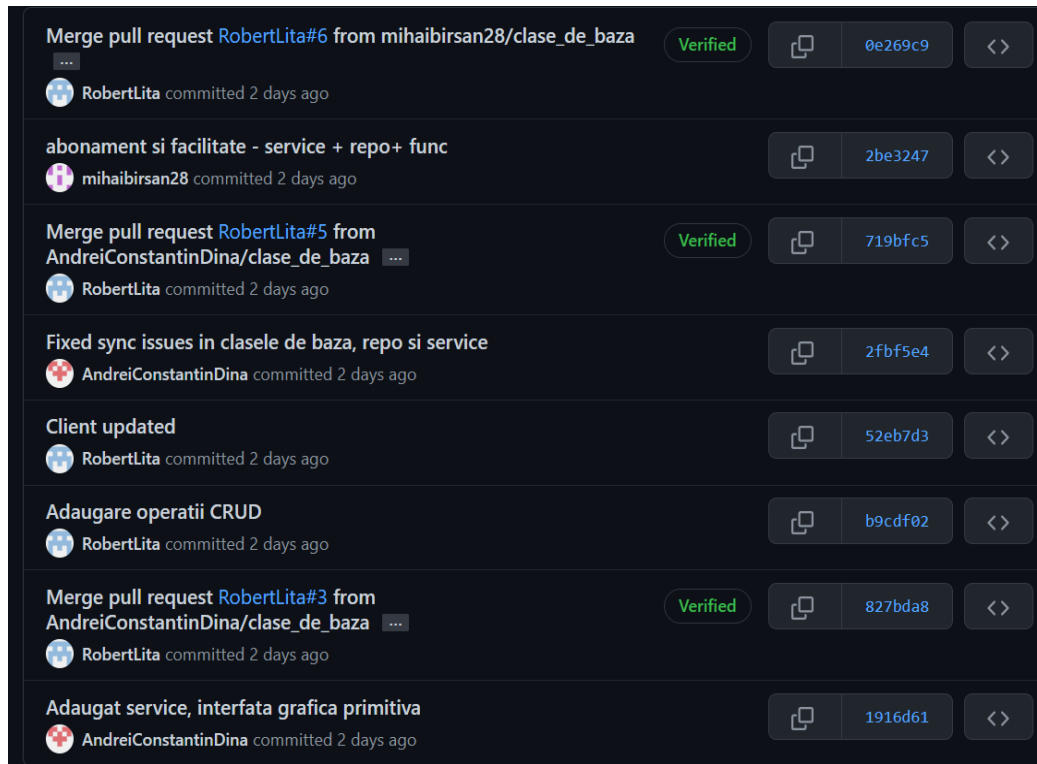 Merge pull request RobertLita#6 from mihaibirsan28/clase_de_baza Verified 0e269c9 <>
...
RobertLita committed 2 days ago
abonament si facilitate - service + repo+ func 2be3247 <>
mihaibirsan28 committed 2 days ago
Merge pull request RobertLita#5 from Verified 719bfc5 <>
AndreiConstantinDina/clase_de_baza ...
RobertLita committed 2 days ago
Fixed sync issues in clasele de baza, repo si service 2fbf5e4 <>
AndreiConstantinDina committed 2 days ago
Client updated 52eb7d3 <>
RobertLita committed 2 days ago
Adaugare operatii CRUD b9cdf02 <>
RobertLita committed 2 days ago
Merge pull request RobertLita#3 from Verified 827bda8 <>
AndreiConstantinDina/clase_de_baza ...
RobertLita committed 2 days ago
Adaugat service, interfata grafica primitiva 1916d61 <>
AndreiConstantinDina committed 2 days ago